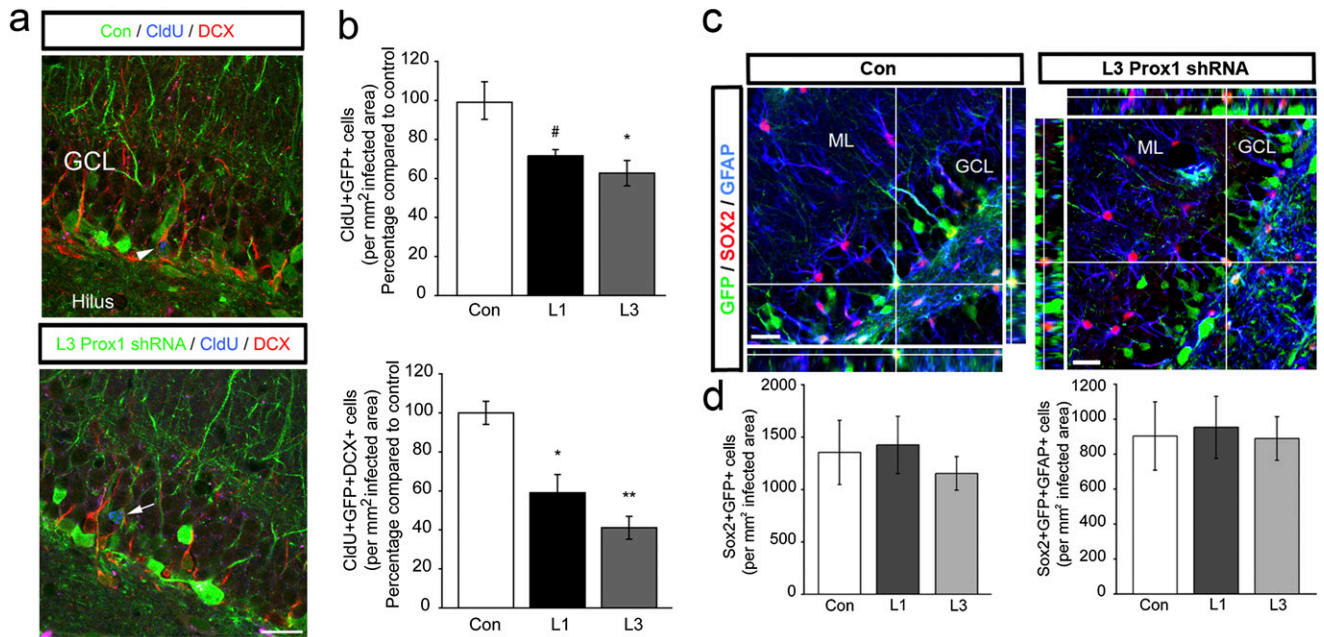 a
Con / CldU / DCX
GCL
Hilus
L3 Prox1 shRNA / CldU / DCX
b
CldU+GFP+ cells
(per mm² infected area)
Percentage compared to control
120
100
80
60
40
20
0
#
*
Con L1 L3
CldU+GFP+DCX+ cells
(per mm² infected area)
Percentage compared to control
120
100
80
60
40
20
0
*
**
Con L1 L3
c
Con
L3 Prox1 shRNA
GFP / SOX2 / GFAP
ML
GCL
ML
GCL
d
Sox2+GFP+ cells
(per mm² infected area)
2000
1500
1000
500
0
Con L1 L3
Sox2+GFP+GFAP+ cells
(per mm² infected area)
1200
1000
800
600
400
200
0
Con L1 L3